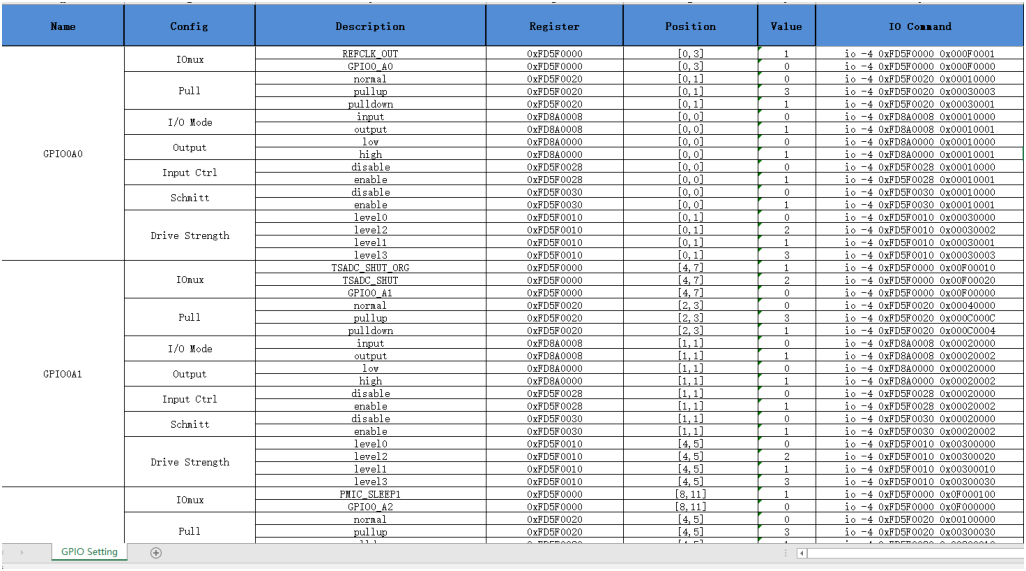 Name Config Description Register Position Value IO Command
IOmux REFCLK_OUT 0xFD5F0000 [0,3] 1 io -4 0xFD5F0000 0x000F0001
GPIO0_A0 0xFD5F0000 [0,3] 0 io -4 0xFD5F0000 0x000F0000
Pull normal 0xFD5F0020 [0,1] 0 io -4 0xFD5F0020 0x00010000
pullup 0xFD5F0020 [0,1] 3 io -4 0xFD5F0020 0x00030003
pulldown 0xFD5F0020 [0,1] 1 io -4 0xFD5F0020 0x00030001
I/O Mode input 0xFD8A0008 [0,0] 0 io -4 0xFD8A0008 0x00010000
output 0xFD8A0008 [0,0] 1 io -4 0xFD8A0008 0x00010001
Output low 0xFD8A0000 [0,0] 0 io -4 0xFD8A0000 0x00010000
GPIO0A0 high 0xFD8A0000 [0,0] 1 io -4 0xFD8A0000 0x00010001
Input Ctrl disable 0xFD5F0028 [0,0] 0 io -4 0xFD5F0028 0x00010000
enable 0xFD5F0028 [0,0] 1 io -4 0xFD5F0028 0x00010001
Schmitt disable 0xFD5F0030 [0,0] 0 io -4 0xFD5F0030 0x00010000
enable 0xFD5F0030 [0,0] 1 io -4 0xFD5F0030 0x00010001
Drive Strength level0 0xFD5F0010 [0,1] 0 io -4 0xFD5F0010 0x00030000
level2 0xFD5F0010 [0,1] 2 io -4 0xFD5F0010 0x00030002
level1 0xFD5F0010 [0,1] 1 io -4 0xFD5F0010 0x00030001
level3 0xFD5F0010 [0,1] 3 io -4 0xFD5F0010 0x00030003
IOmux TSADC_SHUT_ORG 0xFD5F0000 [4,7] 1 io -4 0xFD5F0000 0x00F00010
TSADC_SHUT 0xFD5F0000 [4,7] 2 io -4 0xFD5F0000 0x00F00020
GPIO0_A1 0xFD5F0000 [4,7] 0 io -4 0xFD5F0000 0x00F00000
Pull normal 0xFD5F0020 [2,3] 0 io -4 0xFD5F0020 0x00040000
pullup 0xFD5F0020 [2,3] 3 io -4 0xFD5F0020 0x000C000C
pulldown 0xFD5F0020 [2,3] 1 io -4 0xFD5F0020 0x000C0004
I/O Mode input 0xFD8A0008 [1,1] 0 io -4 0xFD8A0008 0x00020000
output 0xFD8A0008 [1,1] 1 io -4 0xFD8A0008 0x00020002
GPIO0A1 Output low 0xFD8A0000 [1,1] 0 io -4 0xFD8A0000 0x00020000
high 0xFD8A0000 [1,1] 1 io -4 0xFD8A0000 0x00020002
Input Ctrl disable 0xFD5F0028 [1,1] 0 io -4 0xFD5F0028 0x00020000
enable 0xFD5F0028 [1,1] 1 io -4 0xFD5F0028 0x00020002
Schmitt disable 0xFD5F0030 [1,1] 0 io -4 0xFD5F0030 0x00020000
enable 0xFD5F0030 [1,1] 1 io -4 0xFD5F0030 0x00020002
Drive Strength level0 0xFD5F0010 [4,5] 0 io -4 0xFD5F0010 0x00300000
level2 0xFD5F0010 [4,5] 2 io -4 0xFD5F0010 0x00300020
level1 0xFD5F0010 [4,5] 1 io -4 0xFD5F0010 0x00300010
level3 0xFD5F0010 [4,5] 3 io -4 0xFD5F0010 0x00300030
IOmux PMIC_SLEEP1 0xFD5F0000 [8,11] 1 io -4 0xFD5F0000 0x0F000100
GPIO0_A2 0xFD5F0000 [8,11] 0 io -4 0xFD5F0000 0x0F000000
Pull normal 0xFD5F0020 [4,5] 0 io -4 0xFD5F0020 0x00100000
pullup 0xFD5F0020 [4,5] 3 io -4 0xFD5F0020 0x00300030
GPIO Setting